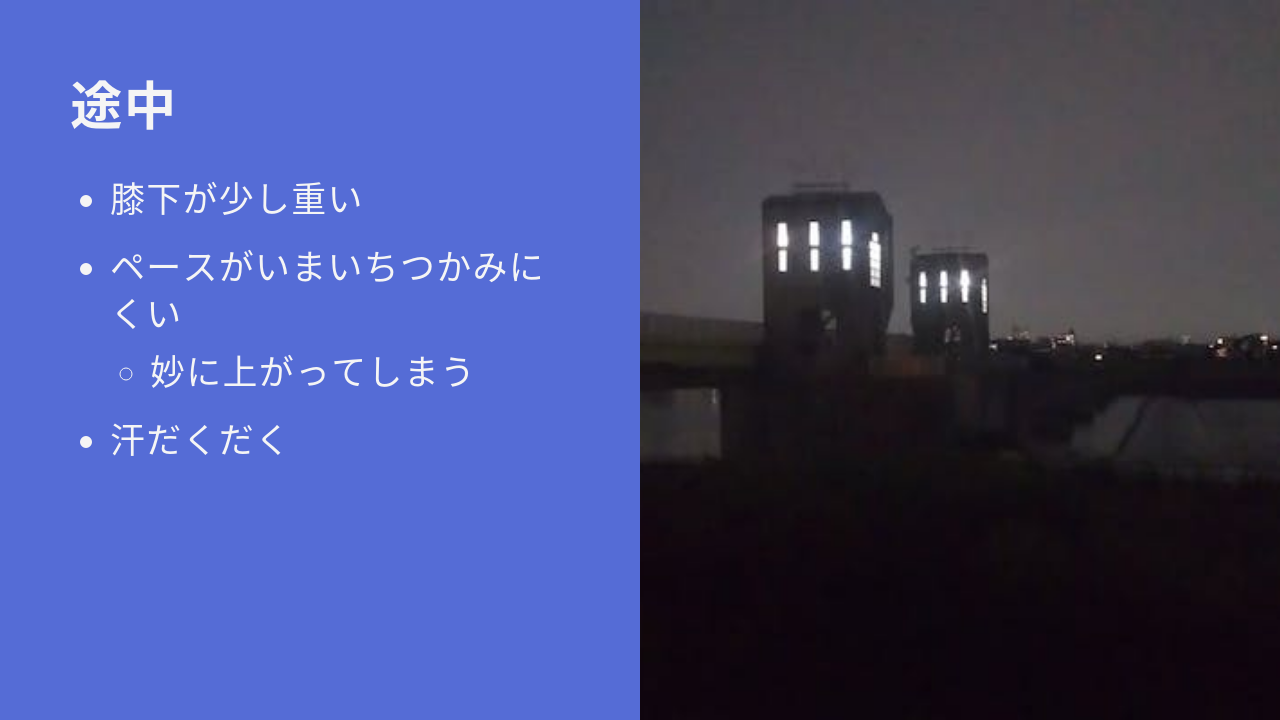 途中
膝下が少し重い
ペースがいまいちつかみに
くい
妙に上がってしまう
汗だくだく